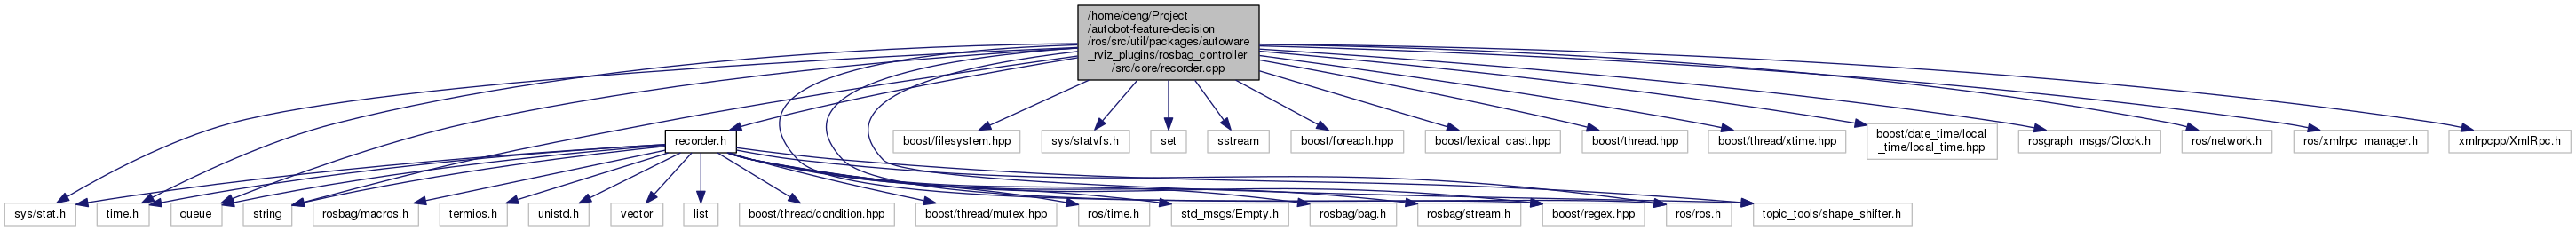 /home/deng/Project
/autobot-feature-decision
/ros/src/util/packages/autoware
_rviz_plugins/rosbag_controller
/src/core/recorder.cpp
recorder.h
boost/filesystem.hpp
sys/statvfs.h
set
sstream
boost/foreach.hpp
boost/lexical_cast.hpp
boost/thread.hpp
boost/thread/xtime.hpp
boost/date_time/local
_time/local_time.hpp
rosgraph_msgs/Clock.h
ros/network.h
ros/xmlrpc_manager.h
xmlrpcpp/XmlRpc.h
sys/stat.h
time.h
queue
string
rosbag/macros.h
termios.h
unistd.h
vector
list
boost/thread/condition.hpp
boost/thread/mutex.hpp
ros/time.h
std_msgs/Empty.h
rosbag/bag.h
rosbag/stream.h
boost/regex.hpp
ros/ros.h
topic_tools/shape_shifter.h